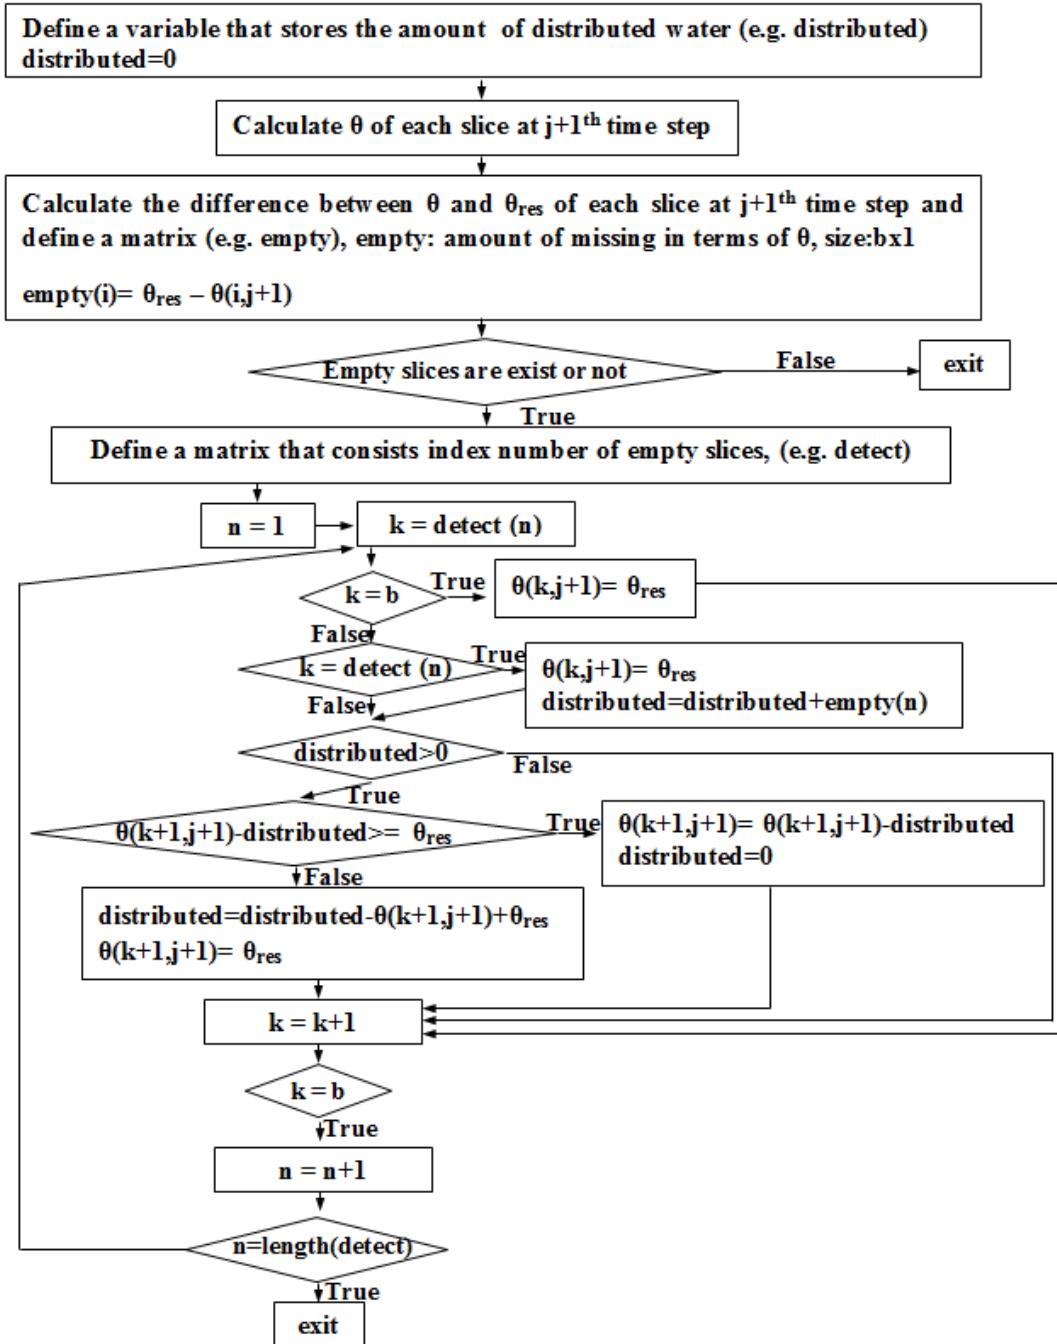 Define a variable that stores the amount of distributed water (e.g. distributed)
distributed=0
Calculate θ of each slice at j+1th time step
Calculate the difference between θ and θres of each slice at j+1th time step and
define a matrix (e.g. empty), empty: amount of missing in terms of θ, size:bx1
empty(i)= θres – θ(i,j+1)
Empty slices are exist or not
False
exit
True
Define a matrix that consists index number of empty slices, (e.g. detect)
n = 1
k = detect (n)
k = b
True
θ(k,j+1)= θres
False
k = detect (n)
True
θ(k,j+1)= θres
distributed=distributed+empty(n)
False
distributed>0
False
True
θ(k+1,j+1)-distributed>= θres
True
θ(k+1,j+1)= θ(k+1,j+1)-distributed
distributed=0
False
distributed=distributed-θ(k+1,j+1)+θres
θ(k+1,j+1)= θres
k = k+1
k = b
True
n = n+1
n=length(detect)
True
exit